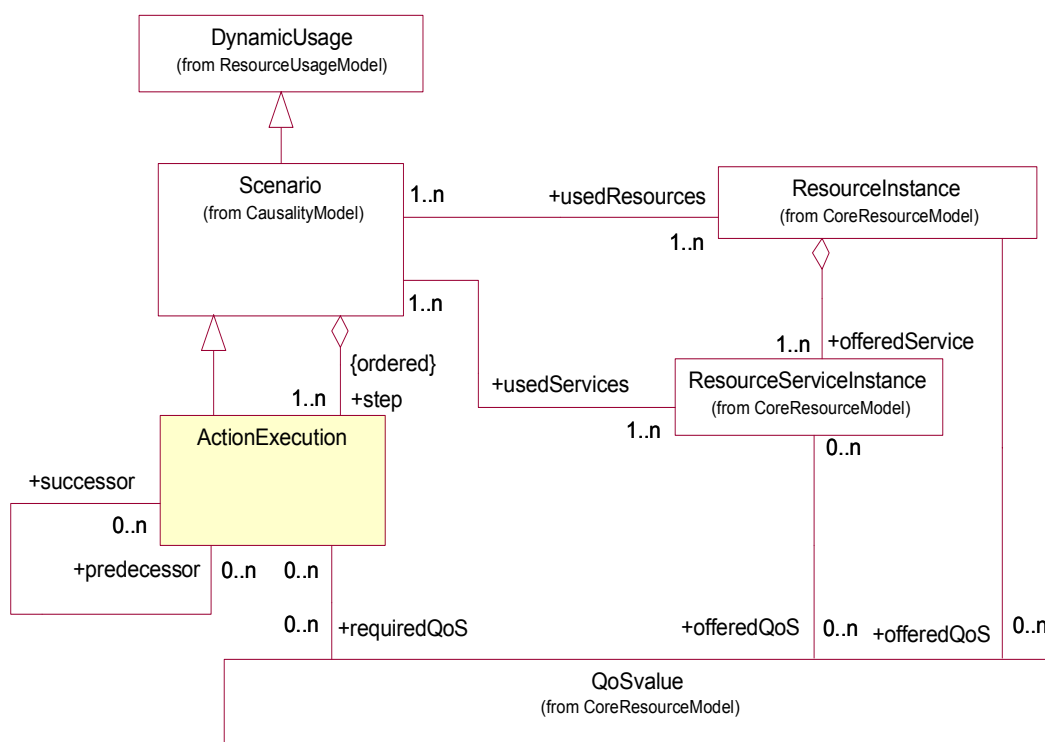 DynamicUsage
(from ResourceUsageModel)
Scenario
(from CausalityModel)
1..n
+usedResources
1..n
ResourceInstance
(from CoreResourceModel)
1..n
{ordered}
1..n
+step
+usedServices
1..n
1..n
+offeredService
ResourceServiceInstance
(from CoreResourceModel)
0..n
ActionExecution
+successor
0..n
+predecessor
0..n
0..n
0..n
+requiredQoS
+offeredQoS
0..n
+offeredQoS
0..n
QoSvalue
(from CoreResourceModel)